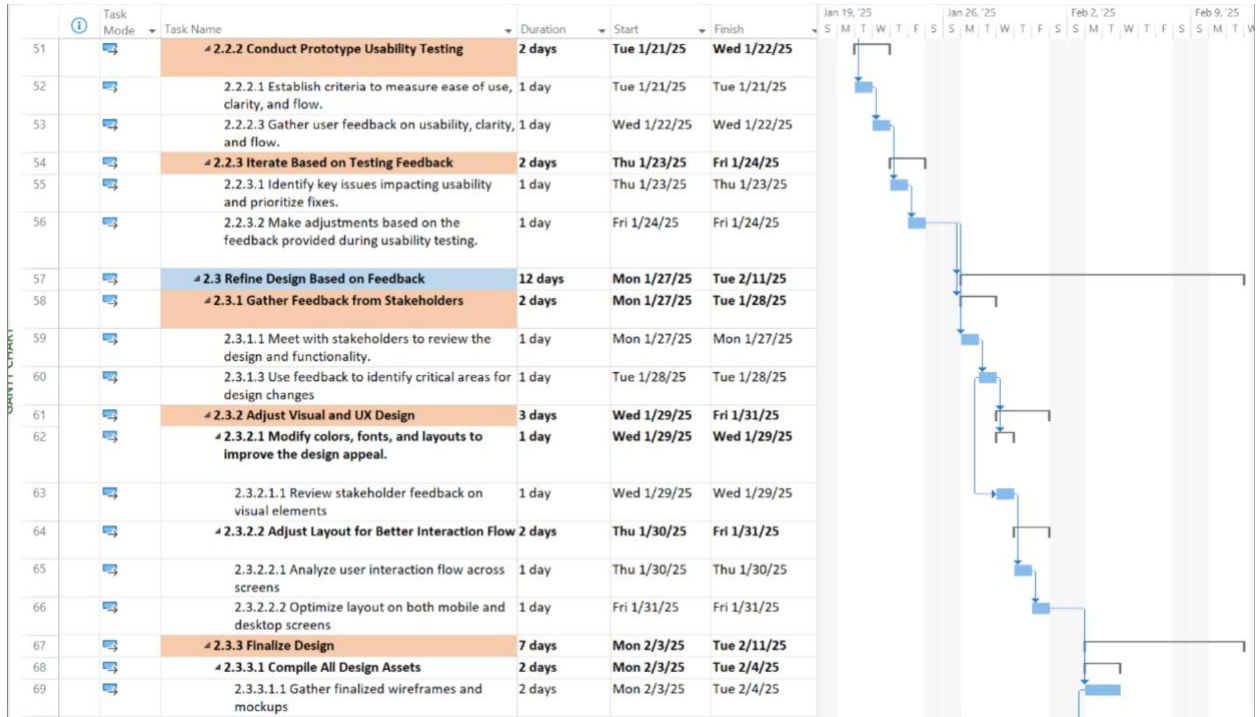 Jan 19, '25 Jan 26, '25 Feb 2, '25 Feb 9, '25
Task Mode Task Name Duration Start Finish S M T W T F S S M T W T F S S M T W T F S S M T W
51 2.2.2 Conduct Prototype Usability Testing 2 days Tue 1/21/25 Wed 1/22/25
52 2.2.2.1 Establish criteria to measure ease of use, 1 day Tue 1/21/25 Tue 1/21/25
clarity, and flow.
53 2.2.2.3 Gather user feedback on usability, clarity, 1 day Wed 1/22/25 Wed 1/22/25
and flow.
54 2.2.3 Iterate Based on Testing Feedback 2 days Thu 1/23/25 Fri 1/24/25
55 2.2.3.1 Identify key issues impacting usability 1 day Thu 1/23/25 Thu 1/23/25
and prioritize fixes.
56 2.2.3.2 Make adjustments based on the 1 day Fri 1/24/25 Fri 1/24/25
feedback provided during usability testing.
57 2.3 Refine Design Based on Feedback 12 days Mon 1/27/25 Tue 2/11/25
58 2.3.1 Gather Feedback from Stakeholders 2 days Mon 1/27/25 Tue 1/28/25
59 2.3.1.1 Meet with stakeholders to review the 1 day Mon 1/27/25 Mon 1/27/25
design and functionality.
60 2.3.1.3 Use feedback to identify critical areas for 1 day Tue 1/28/25 Tue 1/28/25
design changes
61 2.3.2 Adjust Visual and UX Design 3 days Wed 1/29/25 Fri 1/31/25
62 2.3.2.1 Modify colors, fonts, and layouts to 1 day Wed 1/29/25 Wed 1/29/25
improve the design appeal.
63 2.3.2.1.1 Review stakeholder feedback on 1 day Wed 1/29/25 Wed 1/29/25
visual elements
64 2.3.2.2 Adjust Layout for Better Interaction Flow 2 days Thu 1/30/25 Fri 1/31/25
65 2.3.2.2.1 Analyze user interaction flow across 1 day Thu 1/30/25 Thu 1/30/25
screens
66 2.3.2.2.2 Optimize layout on both mobile and 1 day Fri 1/31/25 Fri 1/31/25
desktop screens
67 2.3.3 Finalize Design 7 days Mon 2/3/25 Tue 2/11/25
68 2.3.3.1 Compile All Design Assets 2 days Mon 2/3/25 Tue 2/4/25
69 2.3.3.1.1 Gather finalized wireframes and 2 days Mon 2/3/25 Tue 2/4/25
mockups
GANTT CHART